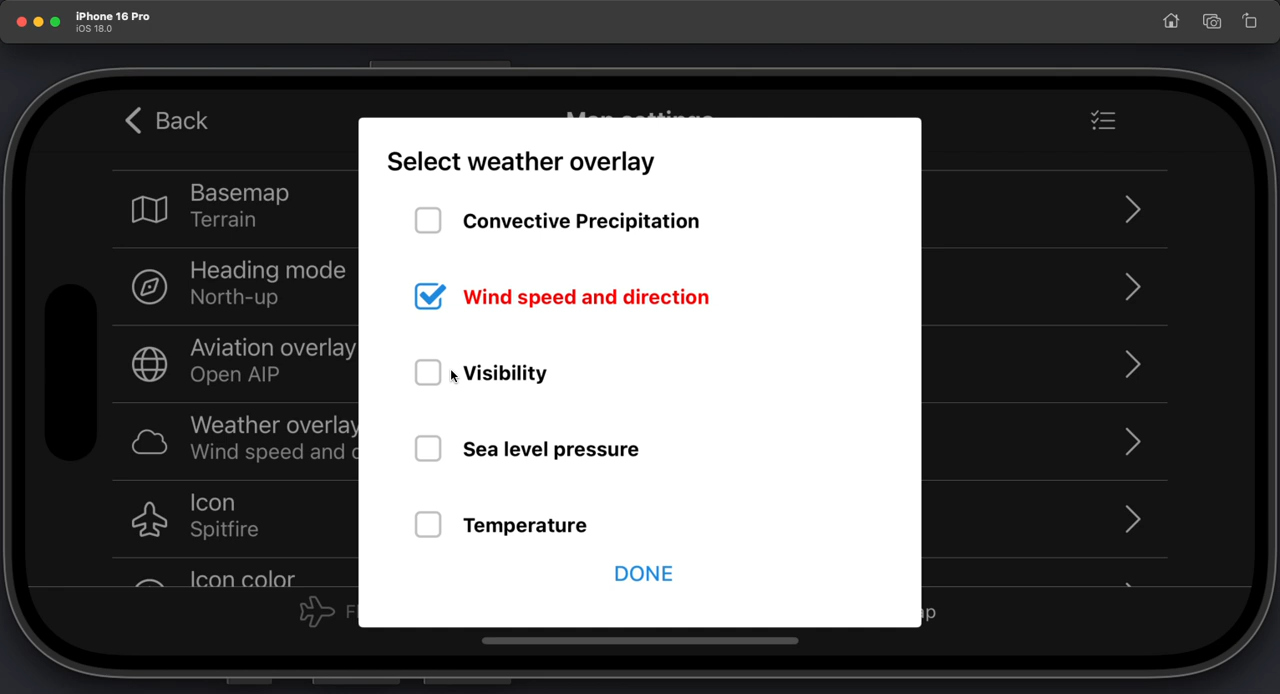 iPhone 16 Pro
iOS 18.0
Back
Select weather overlay
Basemap
Terrain
Convective Precipitation
Heading mode
North-up
Wind speed and direction
Aviation overlay
Open AIP
Visibility
Weather overlay
Wind speed and
Sea level pressure
Icon
Spitfire
Temperature
DONE
Icon color